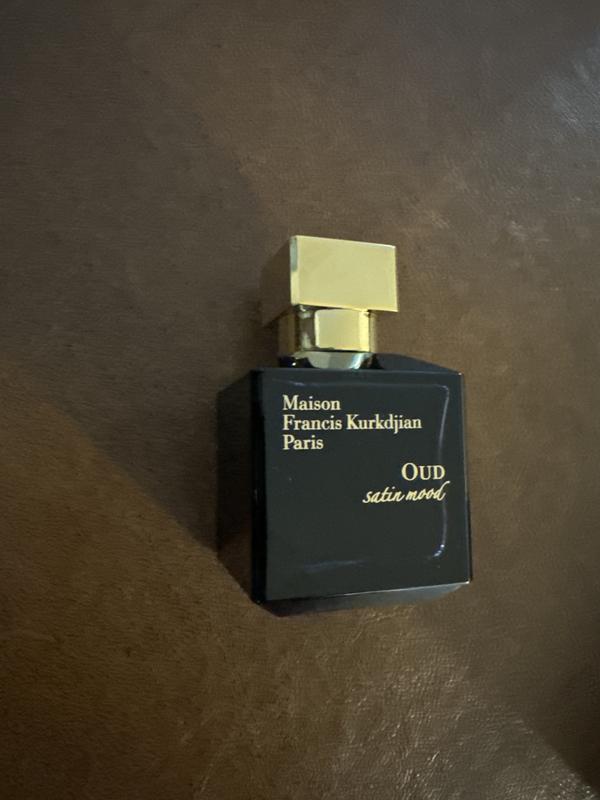 Maison
Francis Kurkdjian
Paris
OUD
satin mood